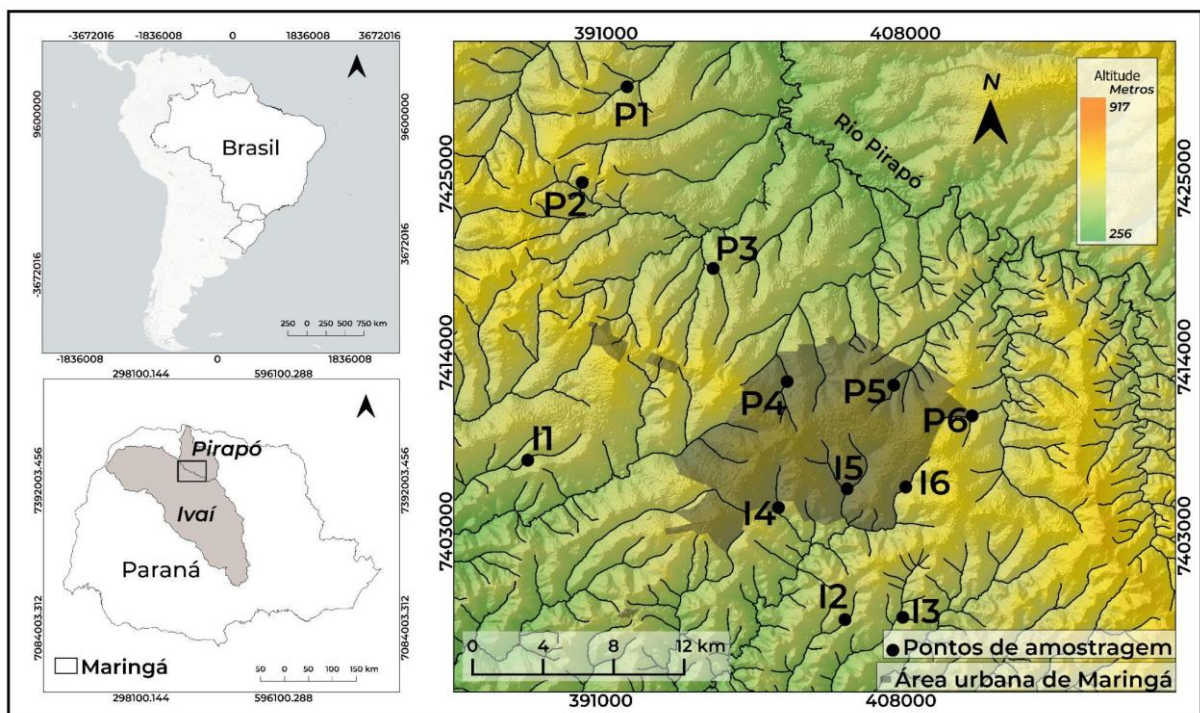 -3672016 -1836008 0 1836008 3672016
9600000
-3672016
9600000
-3672016
Brasil
250 0 250 500 750 km
-1836008 0 1836008
298100.144 596100.288
7392003.456
7084003.312
7392003.456
7084003.312
Pirapó
Ivaí
Paraná
Maringá
50 0 50 100 150 km
298100.144 596100.288
391000 408000
7425000
7414000
7403000
7425000
7414000
7403000
Altitude
Metros
917
256
N
Rio Pirapó
P1
P2
P3
P4
P5
P6
I1
I5
I6
I4
I2
I3
0 4 8 12 km
Pontos de amostragem
Área urbana de Maringá
391000 408000